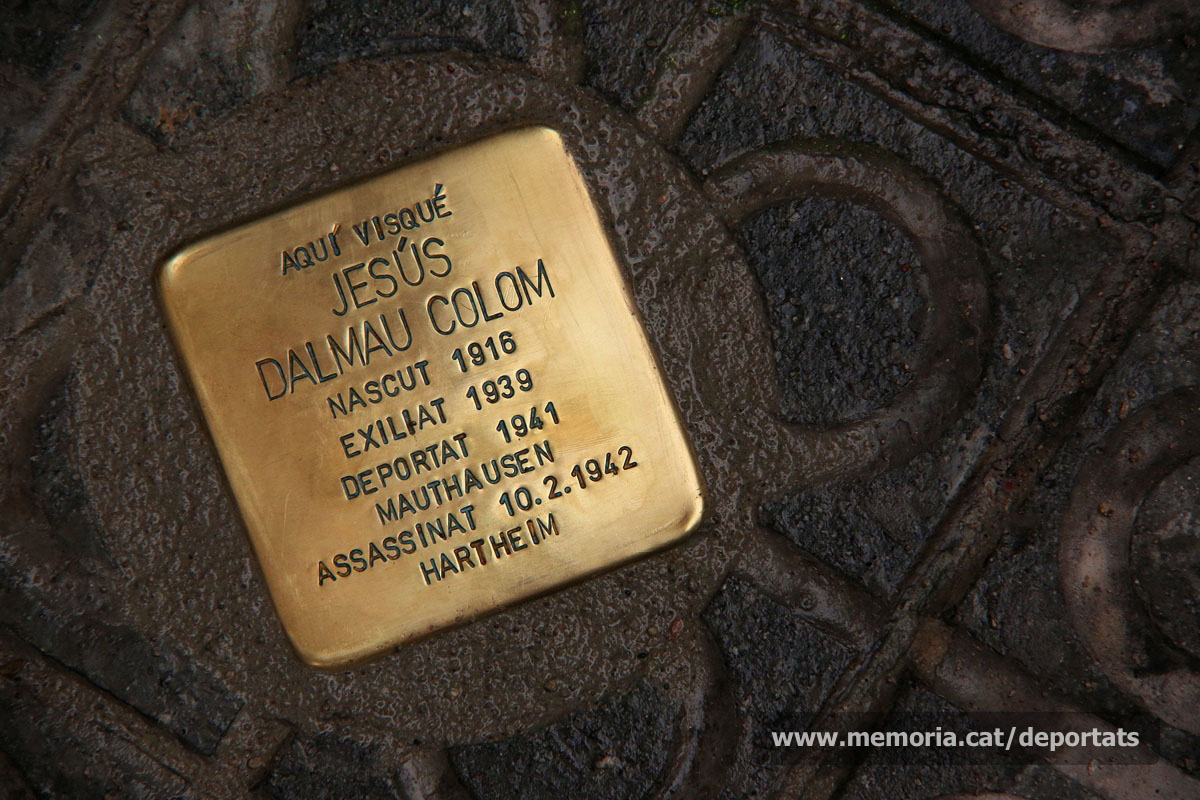 AQUÍ VISQUÉ
JESÚS
DALMAU COLOM
NASCUT 1916
EXILIAT 1939
DEPORTAT 1941
MAUTHAUSEN
ASSASSINAT 10.2.1942
HARTHEIM
www.memoria.cat/deportats